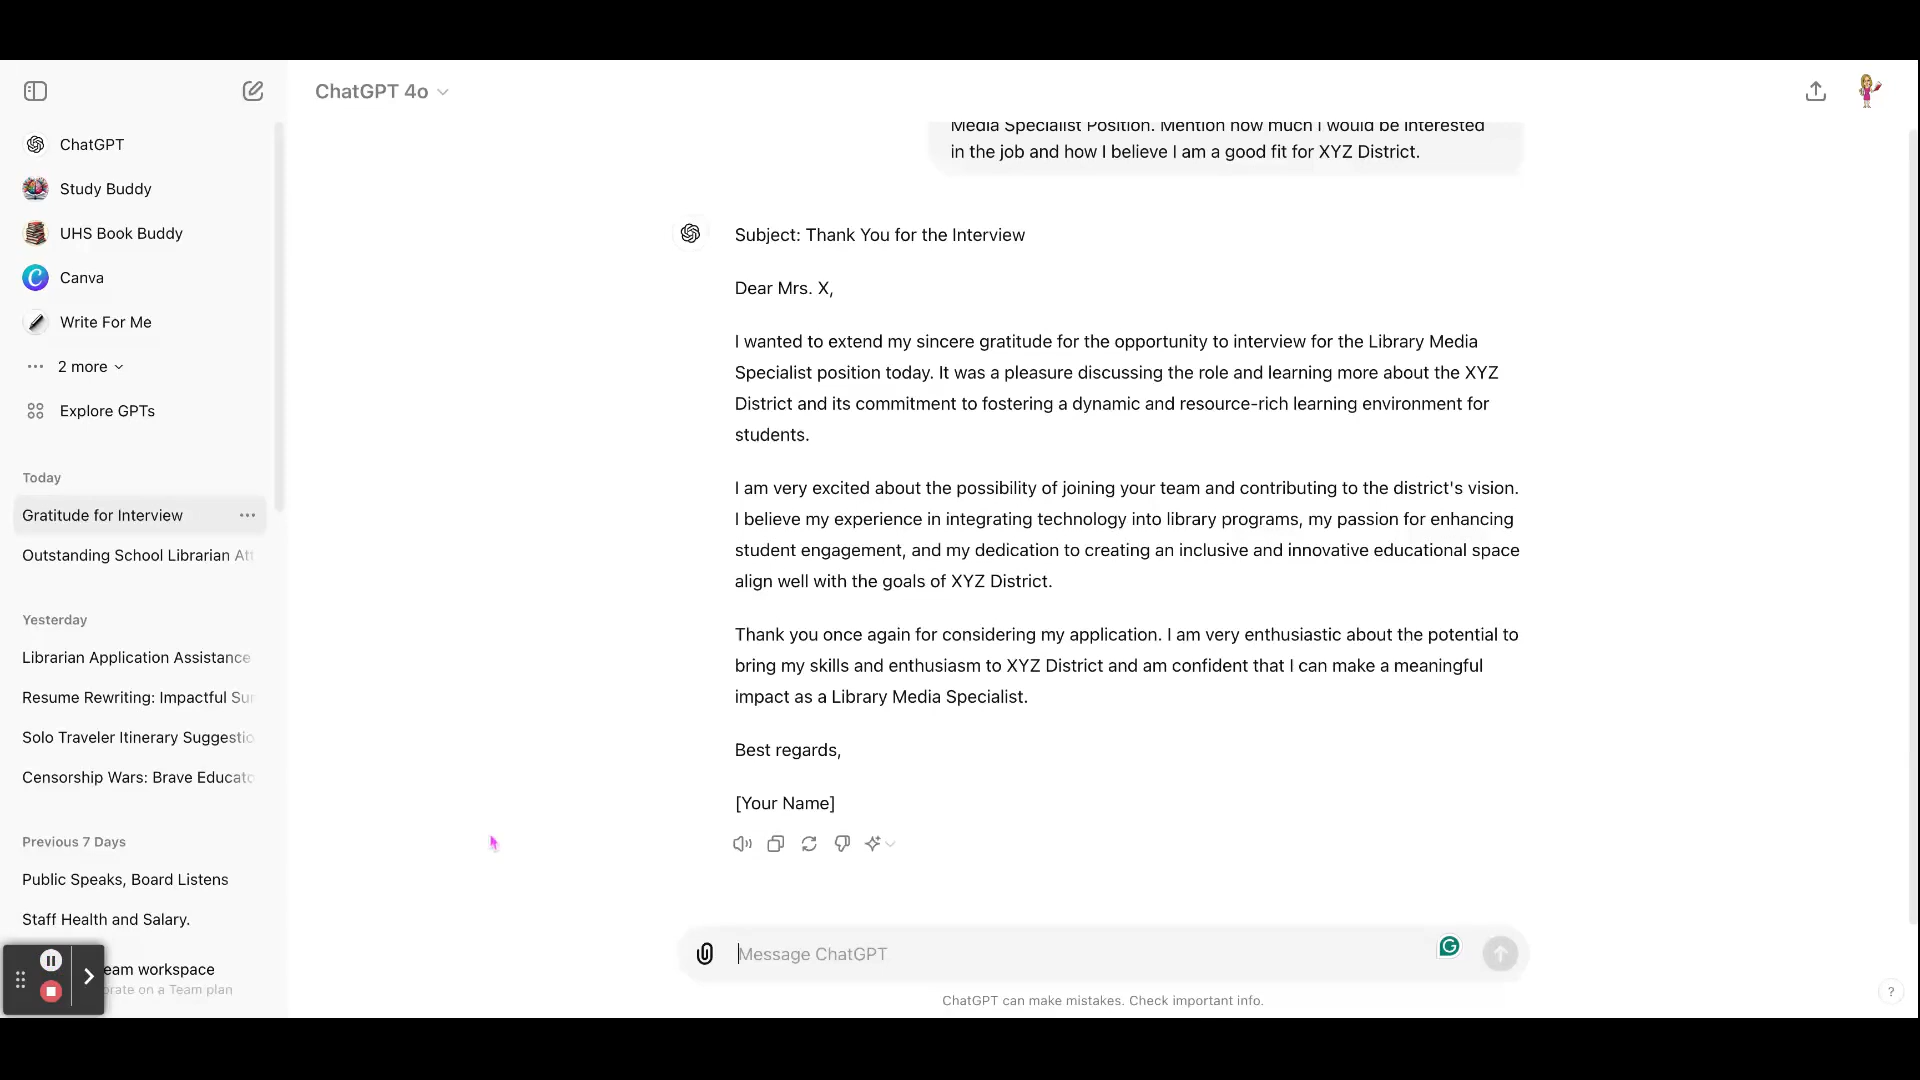 ChatGPT 4o
ChatGPT
Study Buddy
UHS Book Buddy
Canva
Write For Me
2 more
Explore GPTs
Today
Gratitude for Interview
Outstanding School Librarian Att
Yesterday
Librarian Application Assistance
Resume Rewriting: Impactful Sur
Solo Traveler Itinerary Suggestio
Censorship Wars: Brave Educato
Previous 7 Days
Public Speaks, Board Listens
Staff Health and Salary.
eam workspace
orate on a Team plan
Media Specialist Position. Mention how much I would be interested
in the job and how I believe I am a good fit for XYZ District.
Subject: Thank You for the Interview
Dear Mrs. X,
I wanted to extend my sincere gratitude for the opportunity to interview for the Library Media
Specialist position today. It was a pleasure discussing the role and learning more about the XYZ
District and its commitment to fostering a dynamic and resource-rich learning environment for
students.
I am very excited about the possibility of joining your team and contributing to the district's vision.
I believe my experience in integrating technology into library programs, my passion for enhancing
student engagement, and my dedication to creating an inclusive and innovative educational space
align well with the goals of XYZ District.
Thank you once again for considering my application. I am very enthusiastic about the potential to
bring my skills and enthusiasm to XYZ District and am confident that I can make a meaningful
impact as a Library Media Specialist.
Best regards,
[Your Name]
Message ChatGPT
ChatGPT can make mistakes. Check important info.
?